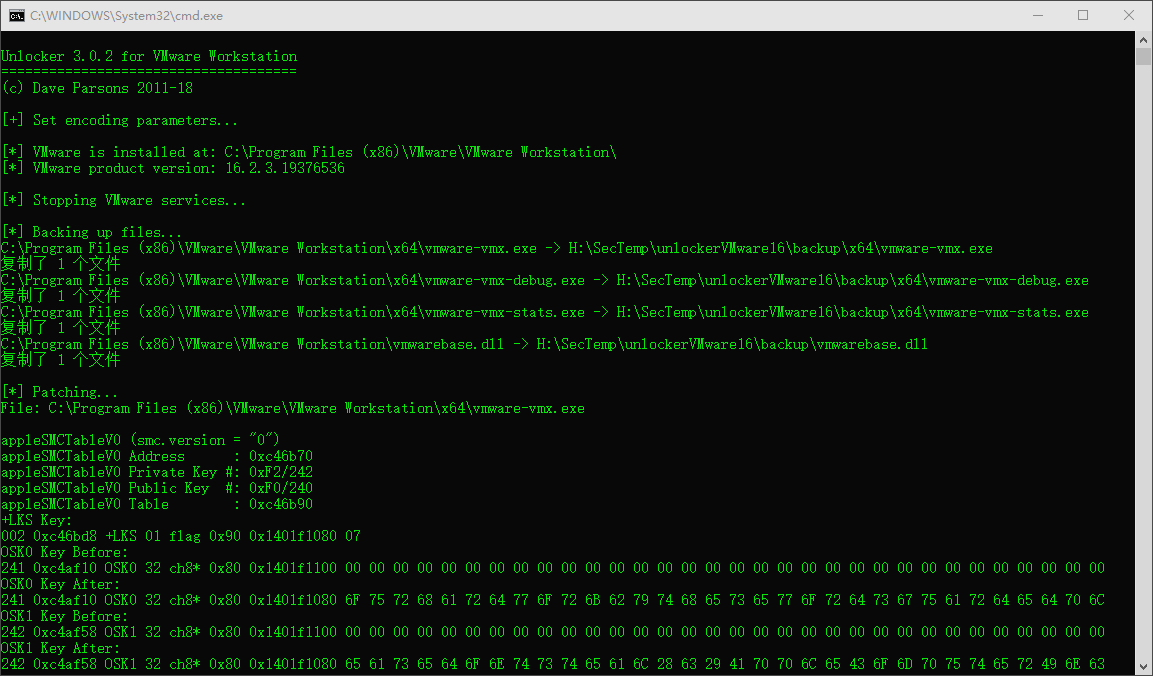 C:\WINDOWS\System32\cmd.exe
Unlocker 3.0.2 for VMware Workstation
=====================================
(c) Dave Parsons 2011-18
[+] Set encoding parameters...
[*] VMware is installed at: C:\Program Files (x86)\VMware\VMware Workstation\
[*] VMware product version: 16.2.3.19376536
[*] Stopping VMware services...
[*] Backing up files...
C:\Program Files (x86)\VMware\VMware Workstation\x64\vmware-vmx.exe -> H:\SecTemp\unlockerVMware16\backup\x64\vmware-vmx.exe
复制了 1 个文件
C:\Program Files (x86)\VMware\VMware Workstation\x64\vmware-vmx-debug.exe -> H:\SecTemp\unlockerVMware16\backup\x64\vmware-vmx-debug.exe
复制了 1 个文件
C:\Program Files (x86)\VMware\VMware Workstation\x64\vmware-vmx-stats.exe -> H:\SecTemp\unlockerVMware16\backup\x64\vmware-vmx-stats.exe
复制了 1 个文件
C:\Program Files (x86)\VMware\VMware Workstation\vmwarebase.dll -> H:\SecTemp\unlockerVMware16\backup\vmwarebase.dll
复制了 1 个文件
[*] Patching...
File: C:\Program Files (x86)\VMware\VMware Workstation\x64\vmware-vmx.exe
appleSMCTableV0 (smc.version = "0")
appleSMCTableV0 Address      : 0xc46b70
appleSMCTableV0 Private Key #: 0xF2/242
appleSMCTableV0 Public Key  #: 0xF0/240
appleSMCTableV0 Table        : 0xc46b90
+LKS Key:
002 0xc46bd8 +LKS 01 flag 0x90 0x1401f1080 07
OSK0 Key Before:
241 0xc4af10 OSK0 32 ch8* 0x80 0x1401f1100 00 00 00 00 00 00 00 00 00 00 00 00 00 00 00 00 00 00 00 00 00 00 00 00 00 00 00 00 00 00 00 00
OSK0 Key After:
241 0xc4af10 OSK0 32 ch8* 0x80 0x1401f1080 6F 75 72 68 61 72 64 77 6F 72 6B 62 79 74 68 65 73 65 77 6F 72 64 73 67 75 61 72 64 65 64 70 6C
OSK1 Key Before:
242 0xc4af58 OSK1 32 ch8* 0x80 0x1401f1100 00 00 00 00 00 00 00 00 00 00 00 00 00 00 00 00 00 00 00 00 00 00 00 00 00 00 00 00 00 00 00 00
OSK1 Key After:
242 0xc4af58 OSK1 32 ch8* 0x80 0x1401f1080 65 61 73 65 64 6F 6E 74 73 74 65 61 6C 28 63 29 41 70 70 6C 65 43 6F 6D 70 75 74 65 72 49 6E 63